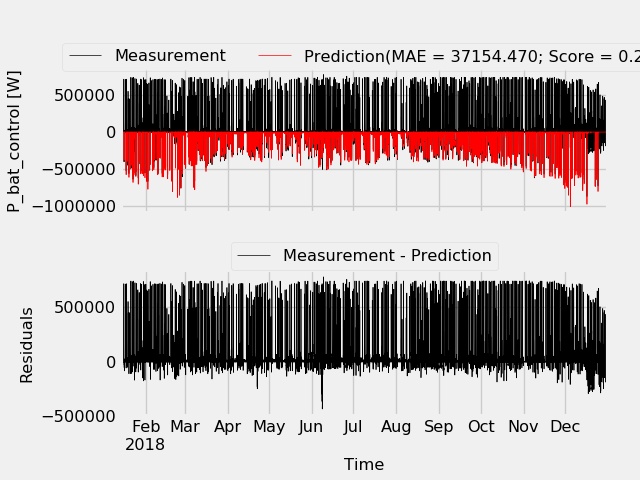 Measurement
Prediction(MAE = 37154.470; Score = 0.2
P_bat_control [W]
500000
0
−500000
−1000000
Measurement - Prediction
Residuals
500000
0
−500000
Feb Mar Apr May Jun Jul Aug Sep Oct Nov Dec
2018
Time